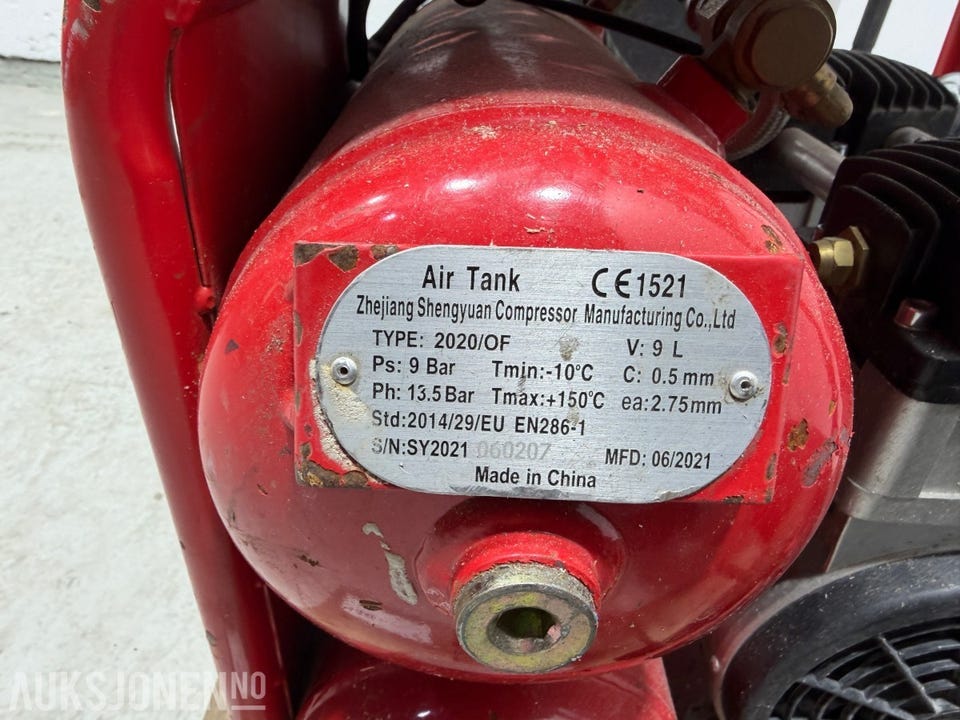 Air Tank CE1521
Zhejiang Shengyuan Compressor Manufacturing Co.,Ltd
TYPE: 2020/OF V: 9 L
Ps: 9 Bar Tmin:-10°C C: 0.5 mm
Ph: 13.5 Bar Tmax:+150°C ea:2.75mm
Std:2014/29/EU EN286-1
S/N:SY2021 060207 MFD: 06/2021
Made in China
AUKSJONEN.NO